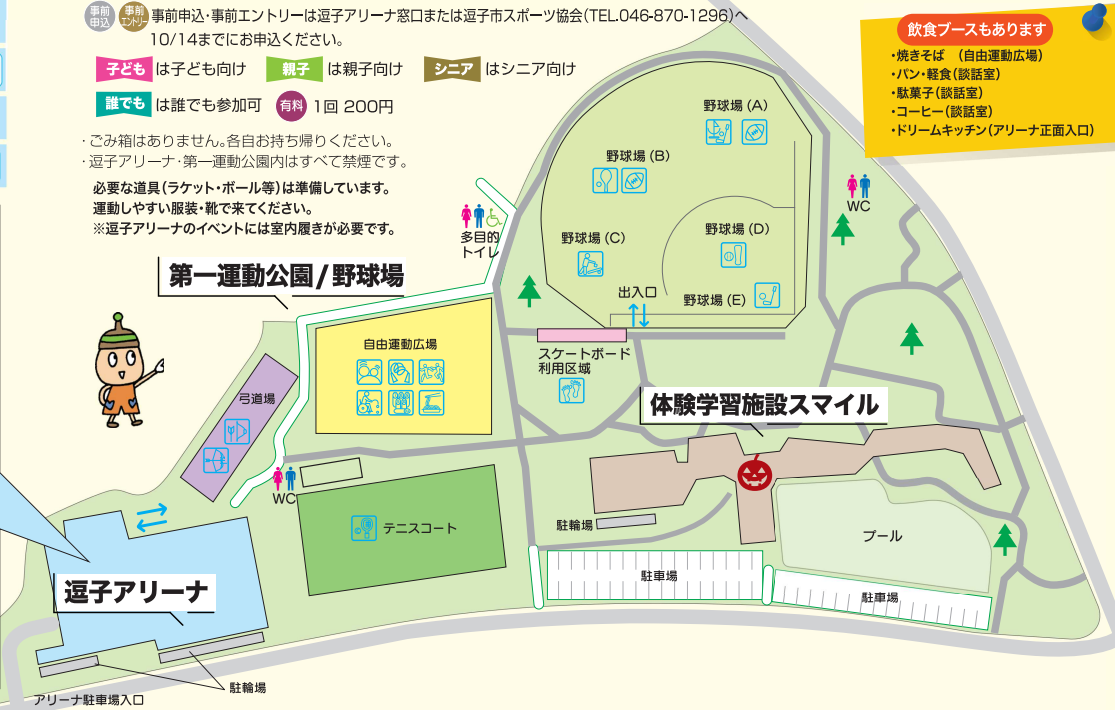 事前申込 事前エントリー 事前申込・事前エントリーは逗子アリーナ窓口または逗子市スポーツ協会(TEL.046-870-1296)へ
10/14までにお申込ください。
子ども は子ども向け 親子 は親子向け シニア はシニア向け
誰でも は誰でも参加可 有料 1回 200円
・ごみ箱はありません。各自お持ち帰りください。
・逗子アリーナ・第一運動公園内はすべて禁煙です。
必要な道具(ラケット・ボール等)は準備しています。
運動しやすい服装・靴で来てください。
※逗子アリーナのイベントには室内履きが必要です。
飲食ブースもあります
・焼きそば (自由運動広場)
・パン・軽食(談話室)
・駄菓子(談話室)
・コーヒー(談話室)
・ドリームキッチン(アリーナ正面入口)
野球場(A)
野球場(B)
WC
多目的
トイレ
野球場(C)
野球場(D)
第一運動公園/野球場
出入口
野球場(E)
自由運動広場
スケートボード
利用区域
弓道場
体験学習施設スマイル
WC
テニスコート
駐輪場
プール
駐車場
駐車場
逗子アリーナ
駐輪場
アリーナ駐車場入口